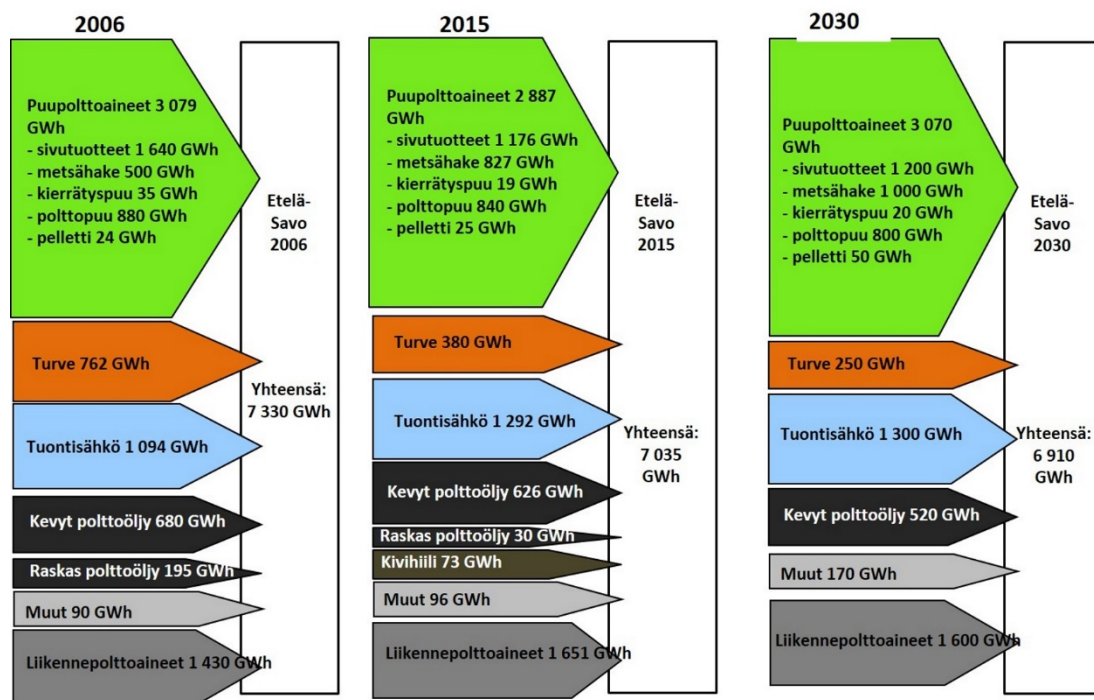 2006
Puupolttoaineet 3 079
GWh
- sivutuotteet 1 640 GWh
- metsähake 500 GWh
- kierrätyspuu 35 GWh
- polttopuu 880 GWh
- pelletti 24 GWh
Turve 762 GWh
Tuontisähkö 1 094 GWh
Kevyt polttoöljy 680 GWh
Raskas polttoöljy 195 GWh
Muut 90 GWh
Liikennepolttoaineet 1 430 GWh
Etelä-
Savo
2006
Yhteensä:
7 330 GWh
2015
Puupolttoaineet 2 887
GWh
- sivutuotteet 1 176 GWh
- metsähake 827 GWh
- kierrätyspuu 19 GWh
- polttopuu 840 GWh
- pelletti 25 GWh
Turve 380 GWh
Tuontisähkö 1 292 GWh
Kevyt polttoöljy 626 GWh
Raskas polttoöljy 30 GWh
Kivihiili 73 GWh
Muut 96 GWh
Liikennepolttoaineet 1 651 GWh
Etelä-
Savo
2015
Yhteensä:
7 035
GWh
2030
Puupolttoaineet 3 070
GWh
- sivutuotteet 1 200 GWh
- metsähake 1 000 GWh
- kierrätyspuu 20 GWh
- polttopuu 800 GWh
- pelletti 50 GWh
Turve 250 GWh
Tuontisähkö 1 300 GWh
Kevyt polttoöljy 520 GWh
Muut 170 GWh
Liikennepolttoaineet 1 600 GWh
Etelä-
Savo
2030
Yhteensä:
6 910
GWh